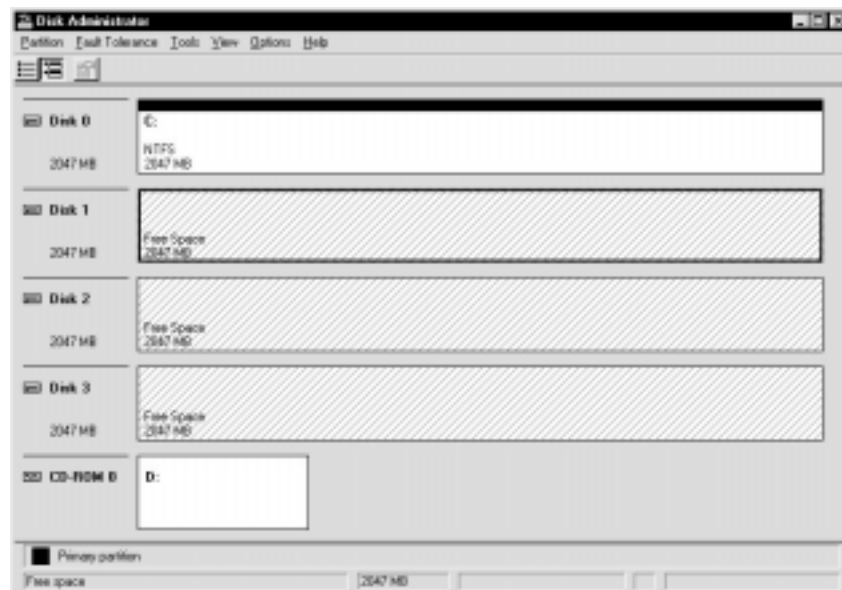 Disk Administrator
Partition Fault Tolerance Tools View Options Help
Disk 0
2047 MB
C:
NTFS
2047 MB
Disk 1
2047 MB
Free Space
2047 MB
Disk 2
2047 MB
Free Space
2047 MB
Disk 3
2047 MB
Free Space
2047 MB
CD-ROM 0
D:
Primary partition
Free space 2047 MB